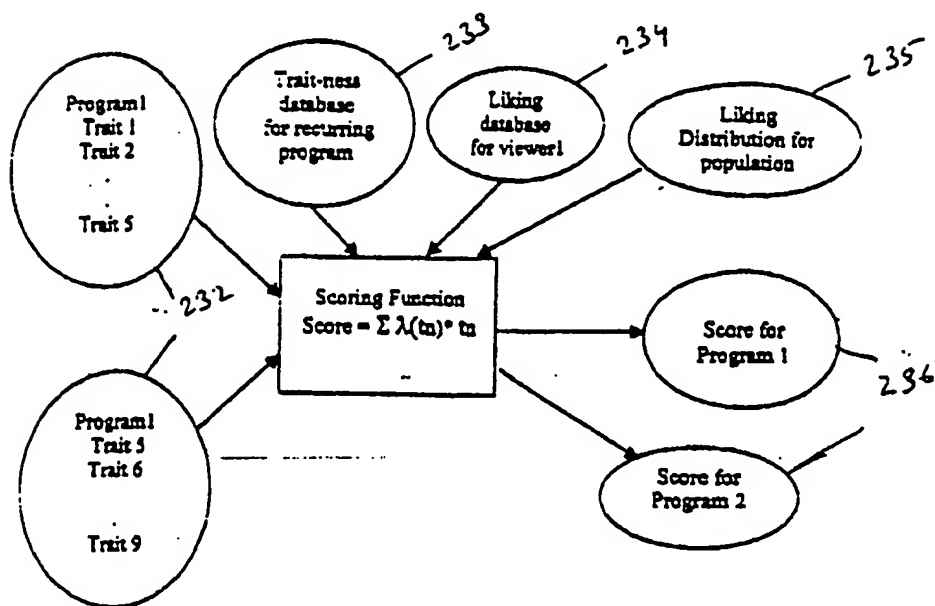 233
234
235
Program1
Trait 1
Trait 2
.
.
Trait 5
Trait-ness
database
for recurring
program
Liking
database
for viewer1
Liking
Distribution for
population
232
Scoring Function
Score = Σ λ(tn)* tn
Score for
Program 1
236
Program1
Trait 5
Trait 6
.
.
Trait 9
Score for
Program 2